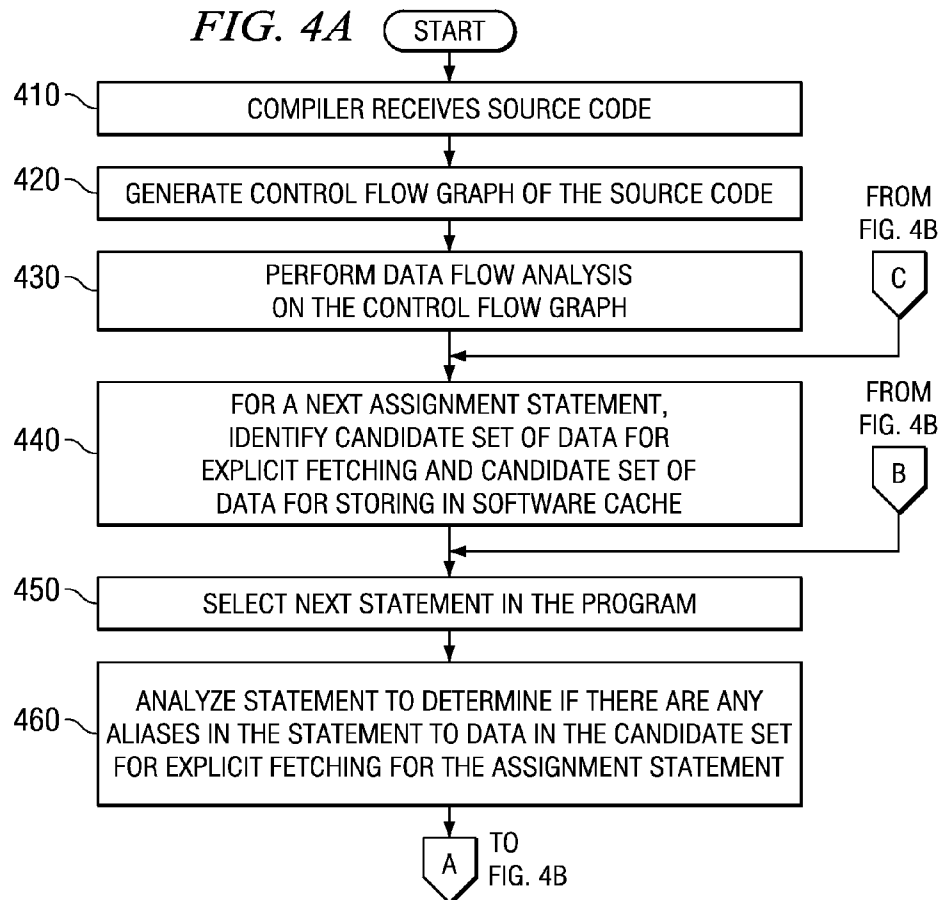 FIG. 4A
START
410
COMPILER RECEIVES SOURCE CODE
420
GENERATE CONTROL FLOW GRAPH OF THE SOURCE CODE
FROM
FIG. 4B
430
PERFORM DATA FLOW ANALYSIS
ON THE CONTROL FLOW GRAPH
C
440
FOR A NEXT ASSIGNMENT STATEMENT,
IDENTIFY CANDIDATE SET OF DATA FOR
EXPLICIT FETCHING AND CANDIDATE SET OF
DATA FOR STORING IN SOFTWARE CACHE
FROM
FIG. 4B
B
450
SELECT NEXT STATEMENT IN THE PROGRAM
460
ANALYZE STATEMENT TO DETERMINE IF THERE ARE ANY
ALIASES IN THE STATEMENT TO DATA IN THE CANDIDATE SET
FOR EXPLICIT FETCHING FOR THE ASSIGNMENT STATEMENT
A
TO
FIG. 4B